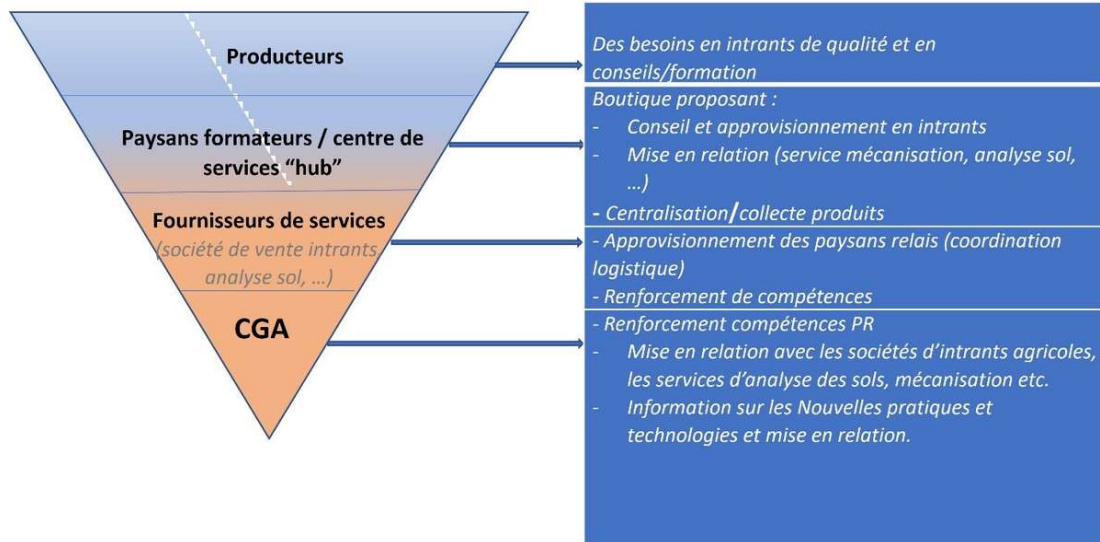 Producteurs
Paysans formateurs / centre de
services “hub”
Fournisseurs de services
(société de vente intrants,
analyse sol, …)
CGA
Des besoins en intrants de qualité et en
conseils/formation
Boutique proposant :
- Conseil et approvisionnement en intrants
- Mise en relation (service mécanisation, analyse sol,
…)
- Centralisation/collecte produits
- Approvisionnement des paysans relais (coordination
logistique)
- Renforcement de compétences
- Renforcement compétences PR
- Mise en relation avec les sociétés d’intrants agricoles,
les services d’analyse des sols, mécanisation etc.
- Information sur les Nouvelles pratiques et
technologies et mise en relation.